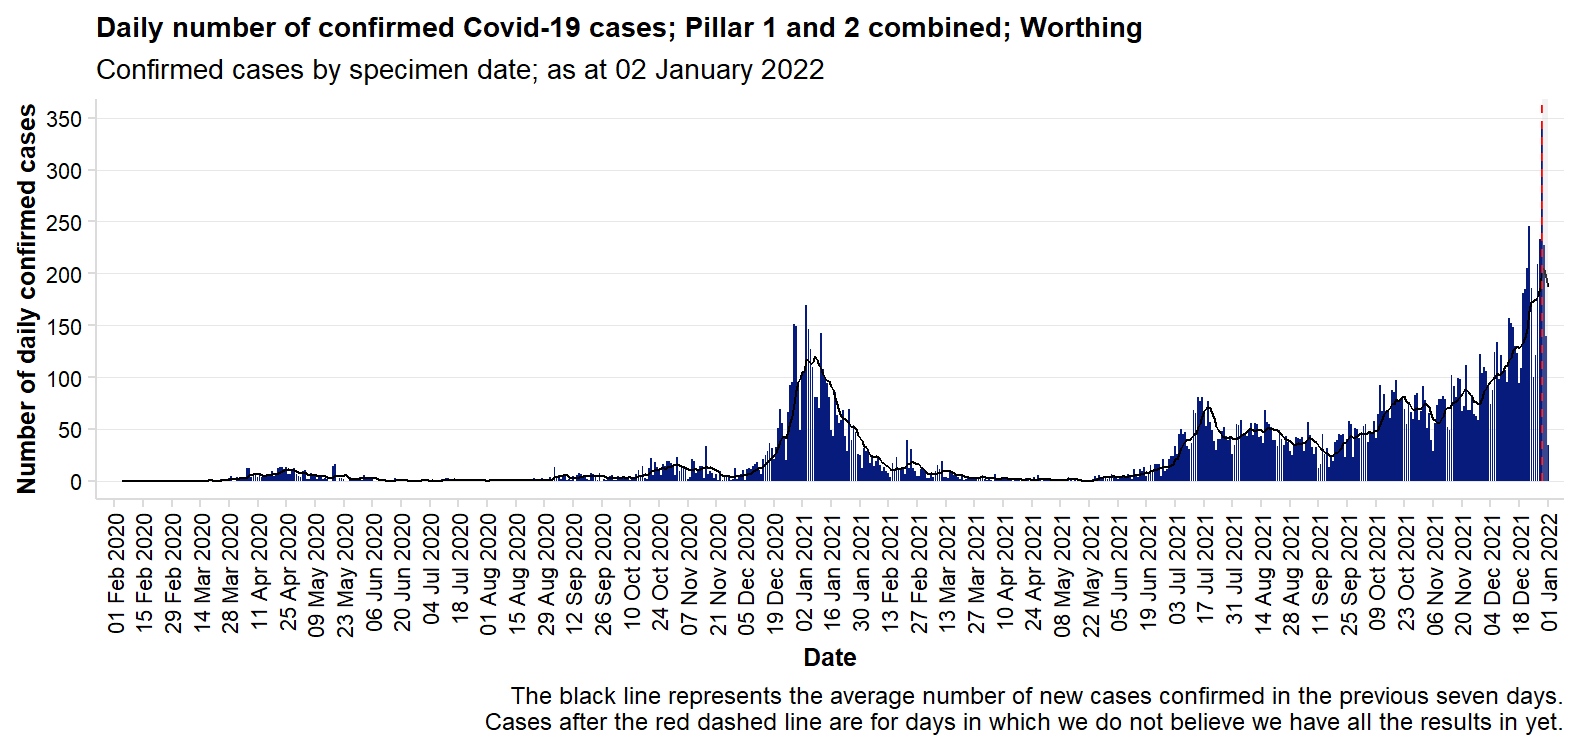 Daily number of confirmed Covid-19 cases; Pillar 1 and 2 combined; Worthing
Confirmed cases by specimen date; as at 02 January 2022
Number of daily confirmed cases
350
300
250
200
150
100
50
0
01 Feb 2020
15 Feb 2020
29 Feb 2020
14 Mar 2020
28 Mar 2020
11 Apr 2020
25 Apr 2020
09 May 2020
23 May 2020
06 Jun 2020
20 Jun 2020
04 Jul 2020
18 Jul 2020
01 Aug 2020
15 Aug 2020
29 Aug 2020
12 Sep 2020
26 Sep 2020
10 Oct 2020
24 Oct 2020
07 Nov 2020
21 Nov 2020
05 Dec 2020
19 Dec 2020
02 Jan 2021
16 Jan 2021
30 Jan 2021
13 Feb 2021
27 Feb 2021
13 Mar 2021
27 Mar 2021
10 Apr 2021
24 Apr 2021
08 May 2021
22 May 2021
05 Jun 2021
19 Jun 2021
03 Jul 2021
17 Jul 2021
31 Jul 2021
14 Aug 2021
28 Aug 2021
11 Sep 2021
25 Sep 2021
09 Oct 2021
23 Oct 2021
06 Nov 2021
20 Nov 2021
04 Dec 2021
18 Dec 2021
01 Jan 2022
Date
The black line represents the average number of new cases confirmed in the previous seven days.
Cases after the red dashed line are for days in which we do not believe we have all the results in yet.